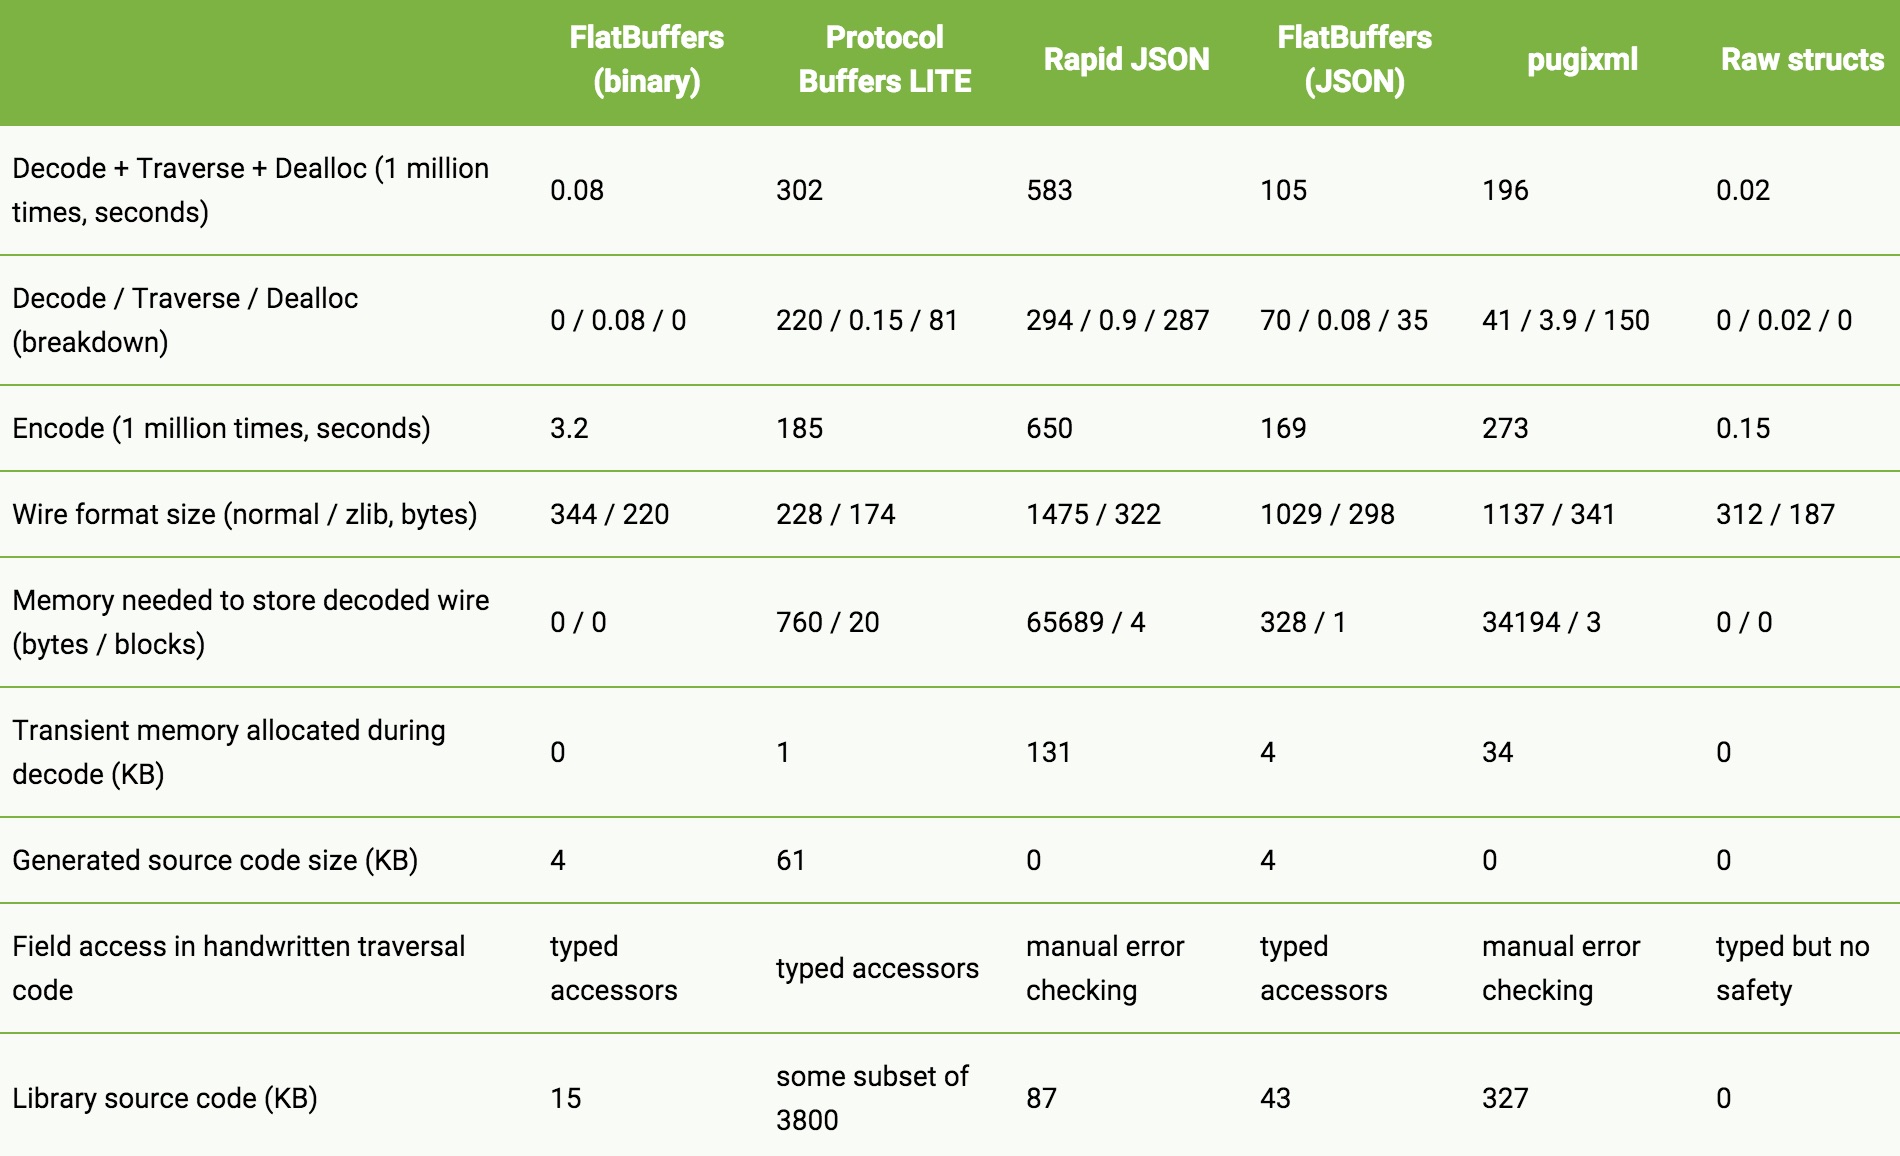 FlatBuffers (binary) Protocol Buffers LITE Rapid JSON FlatBuffers (JSON) pugixml Raw structs
Decode + Traverse + Dealloc (1 million times, seconds) 0.08 302 583 105 196 0.02
Decode / Traverse / Dealloc (breakdown) 0 / 0.08 / 0 220 / 0.15 / 81 294 / 0.9 / 287 70 / 0.08 / 35 41 / 3.9 / 150 0 / 0.02 / 0
Encode (1 million times, seconds) 3.2 185 650 169 273 0.15
Wire format size (normal / zlib, bytes) 344 / 220 228 / 174 1475 / 322 1029 / 298 1137 / 341 312 / 187
Memory needed to store decoded wire (bytes / blocks) 0 / 0 760 / 20 65689 / 4 328 / 1 34194 / 3 0 / 0
Transient memory allocated during decode (KB) 0 1 131 4 34 0
Generated source code size (KB) 4 61 0 4 0 0
Field access in handwritten traversal code typed accessors typed accessors manual error checking typed accessors manual error checking typed but no safety
Library source code (KB) 15 some subset of 3800 87 43 327 0